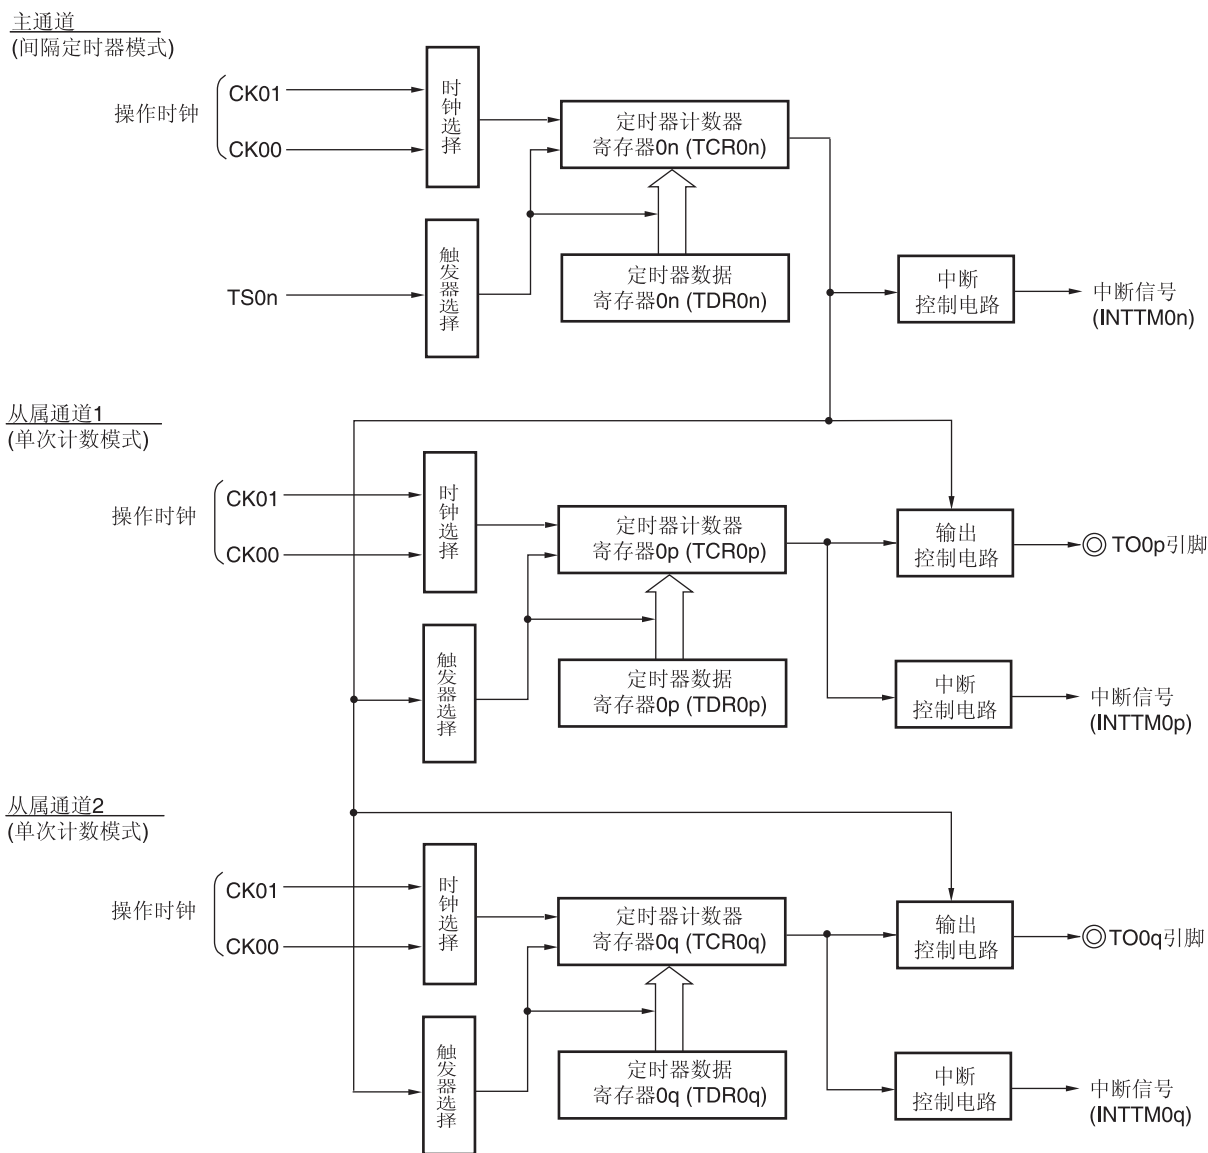 主通道
(间隔定时器模式)
操作时钟
CK01
CK00
时钟选择
定时器计数器
寄存器0n (TCR0n)
TS0n
触发器选择
定时器数据
寄存器0n (TDR0n)
中断
控制电路
中断信号
(INTTM0n)
从属通道1
(单次计数模式)
操作时钟
CK01
CK00
时钟选择
定时器计数器
寄存器0p (TCR0p)
输出
控制电路
TO0p引脚
触发器选择
定时器数据
寄存器0p (TDR0p)
中断
控制电路
中断信号
(INTTM0p)
从属通道2
(单次计数模式)
操作时钟
CK01
CK00
时钟选择
定时器计数器
寄存器0q (TCR0q)
输出
控制电路
TO0q引脚
触发器选择
定时器数据
寄存器0q (TDR0q)
中断
控制电路
中断信号
(INTTM0q)